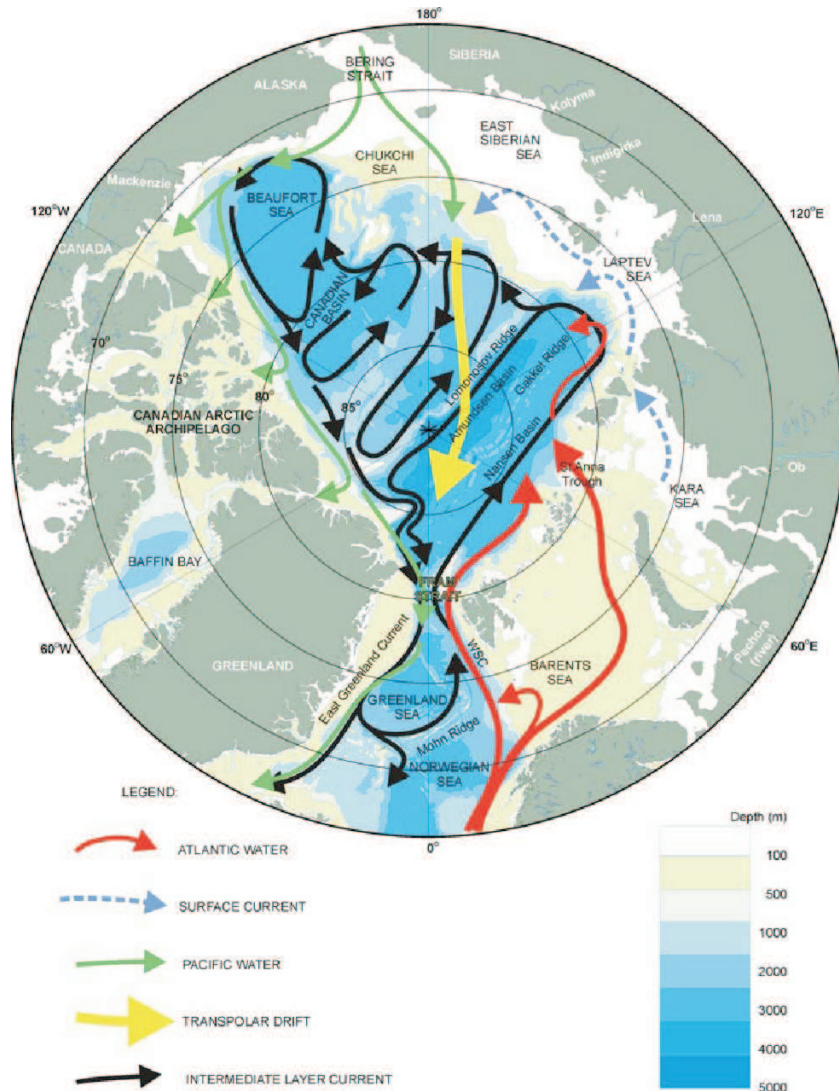 180°
BERING
STRAIT
SIBERIA
ALASKA
Kolyma
EAST
SIBERIAN
SEA
Indigirka
CHUKCHI
SEA
Mackenzie
BEAUFORT
SEA
120°W
120°E
Lena
CANADA
LAPTEV
SEA
CANADIAN
BASIN
70°
75°
80
85°
Lomonosov Ridge
Amundsen Basin
Gakkel Ridge
Nansen Basin
CANADIAN ARCTIC
ARCHIPELAGO
St Anna
Trough
Ob
KARA
SEA
BAFFIN BAY
FRAM
STRAIT
60°W
60°E
Pechora
(river)
GREENLAND
East Greenland Current
WSC
BARENTS
SEA
GREENLAND
SEA
Mohn Ridge
NORWEGIAN
SEA
0°
LEGEND:
ATLANTIC WATER
SURFACE CURRENT
PACIFIC WATER
TRANSPOLAR DRIFT
INTERMEDIATE LAYER CURRENT
Depth (m)
100
500
1000
2000
3000
4000
5000